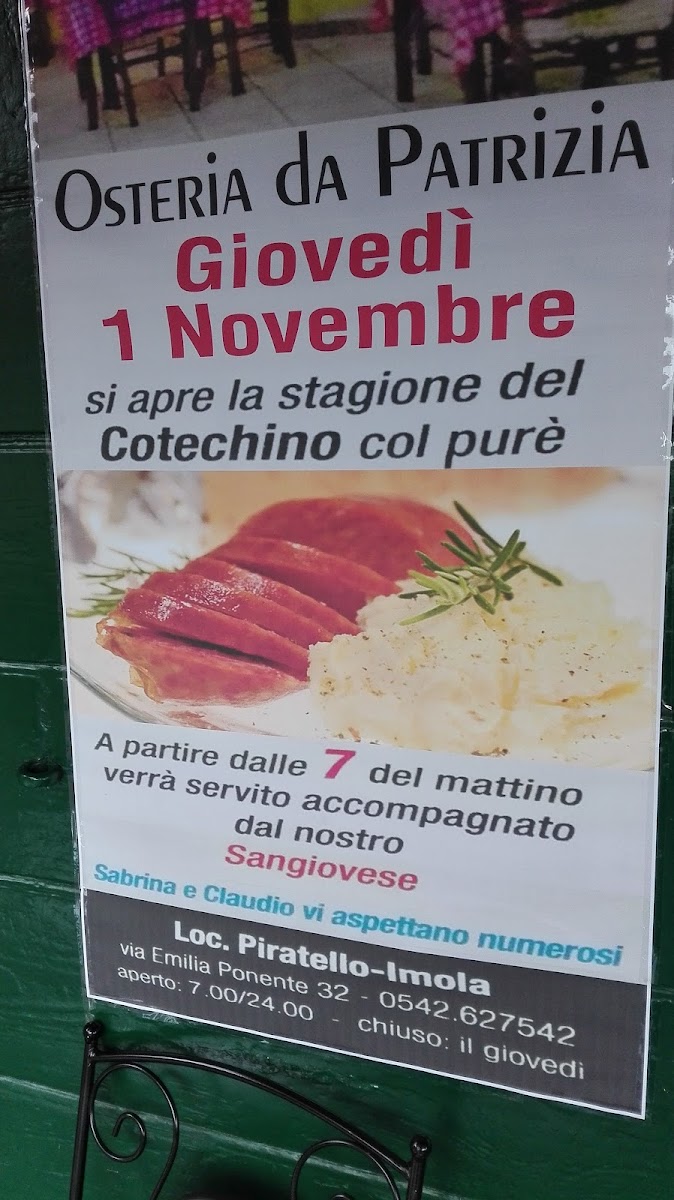 Osteria da Patrizia
Giovedì
1 Novembre
si apre la stagione del
Cotechino col purè
A partire dalle 7 del mattino
verrà servito accompagnato
dal nostro
Sangiovese
Sabrina e Claudio vi aspettano numerosi
Loc. Piratello-Imola
via Emilia Ponente 32 - 0542.627542
aperto: 7.00/24.00 - chiuso: il giovedì